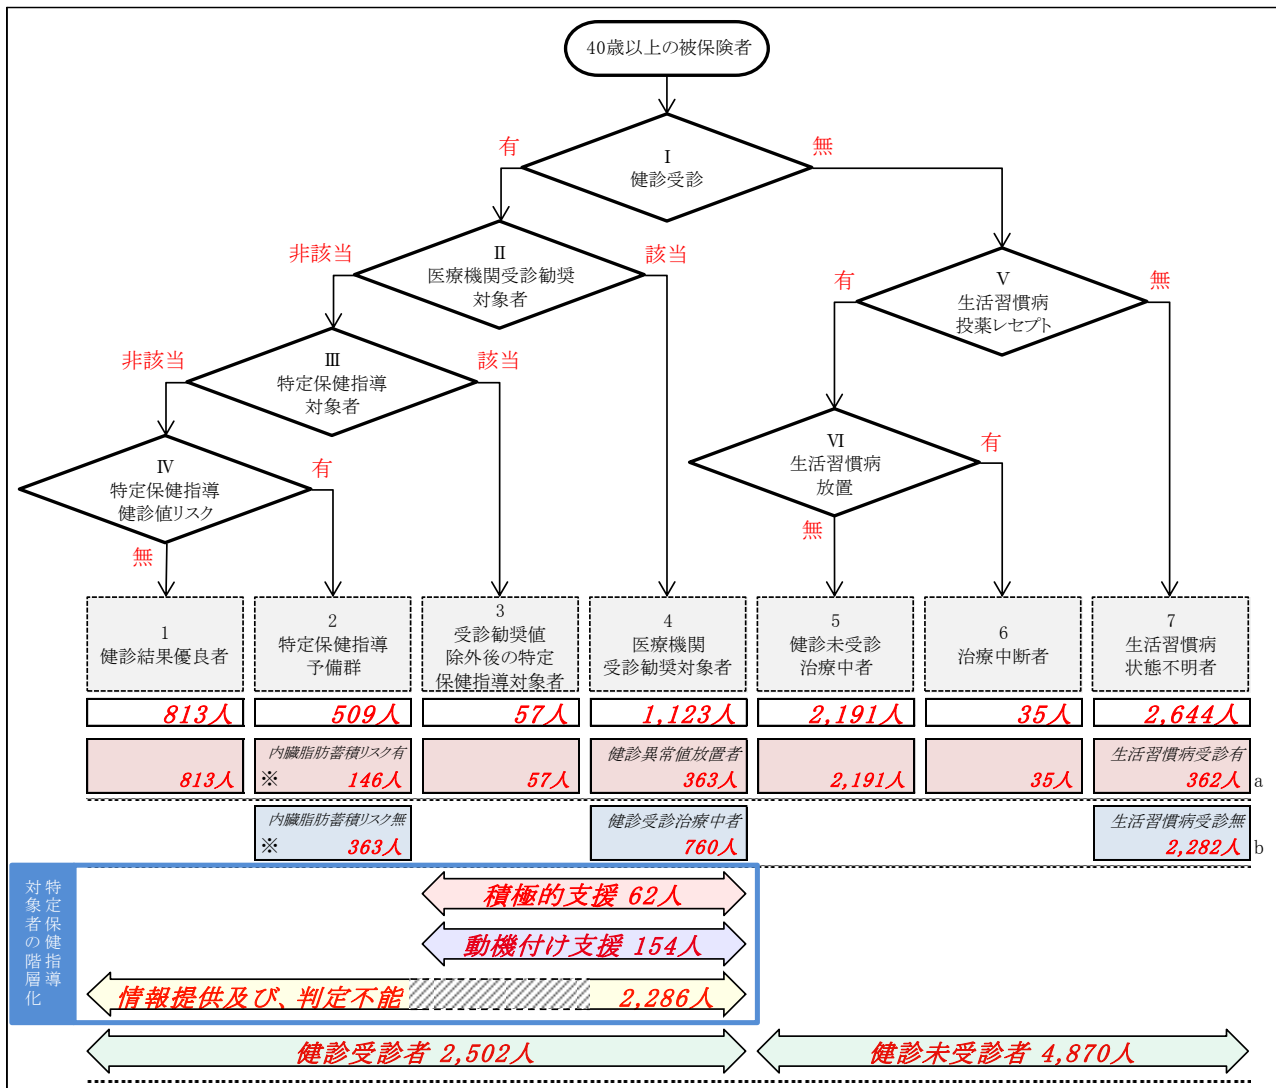 40歳以上の被保険者
Ⅰ
健診受診
有
無
Ⅱ
医療機関受診勧奨
対象者
非該当
該当
Ⅲ
特定保健指導
対象者
非該当
該当
Ⅳ
特定保健指導
健診値リスク
有
無
Ⅴ
生活習慣病
投薬レセプト
有
無
Ⅵ
生活習慣病
放置
有
無
1
健診結果優良者
2
特定保健指導
予備群
3
受診勧奨値
除外後の特定
保健指導対象者
4
医療機関
受診勧奨対象者
5
健診未受診
治療中者
6
治療中断者
7
生活習慣病
状態不明者
813人
509人
57人
1,123人
2,191人
35人
2,644人
813人
内臓脂肪蓄積リスク有
※ 146人
57人
健診異常値放置者
363人
2,191人
35人
生活習慣病受診有
362人
a
内臓脂肪蓄積リスク無
※ 363人
健診受診治療中者
760人
生活習慣病受診無
2,282人
b
特定保健指導
対象者の階層化
積極的支援 62人
動機付け支援 154人
情報提供及び、判定不能 2,286人
健診受診者 2,502人
健診未受診者 4,870人